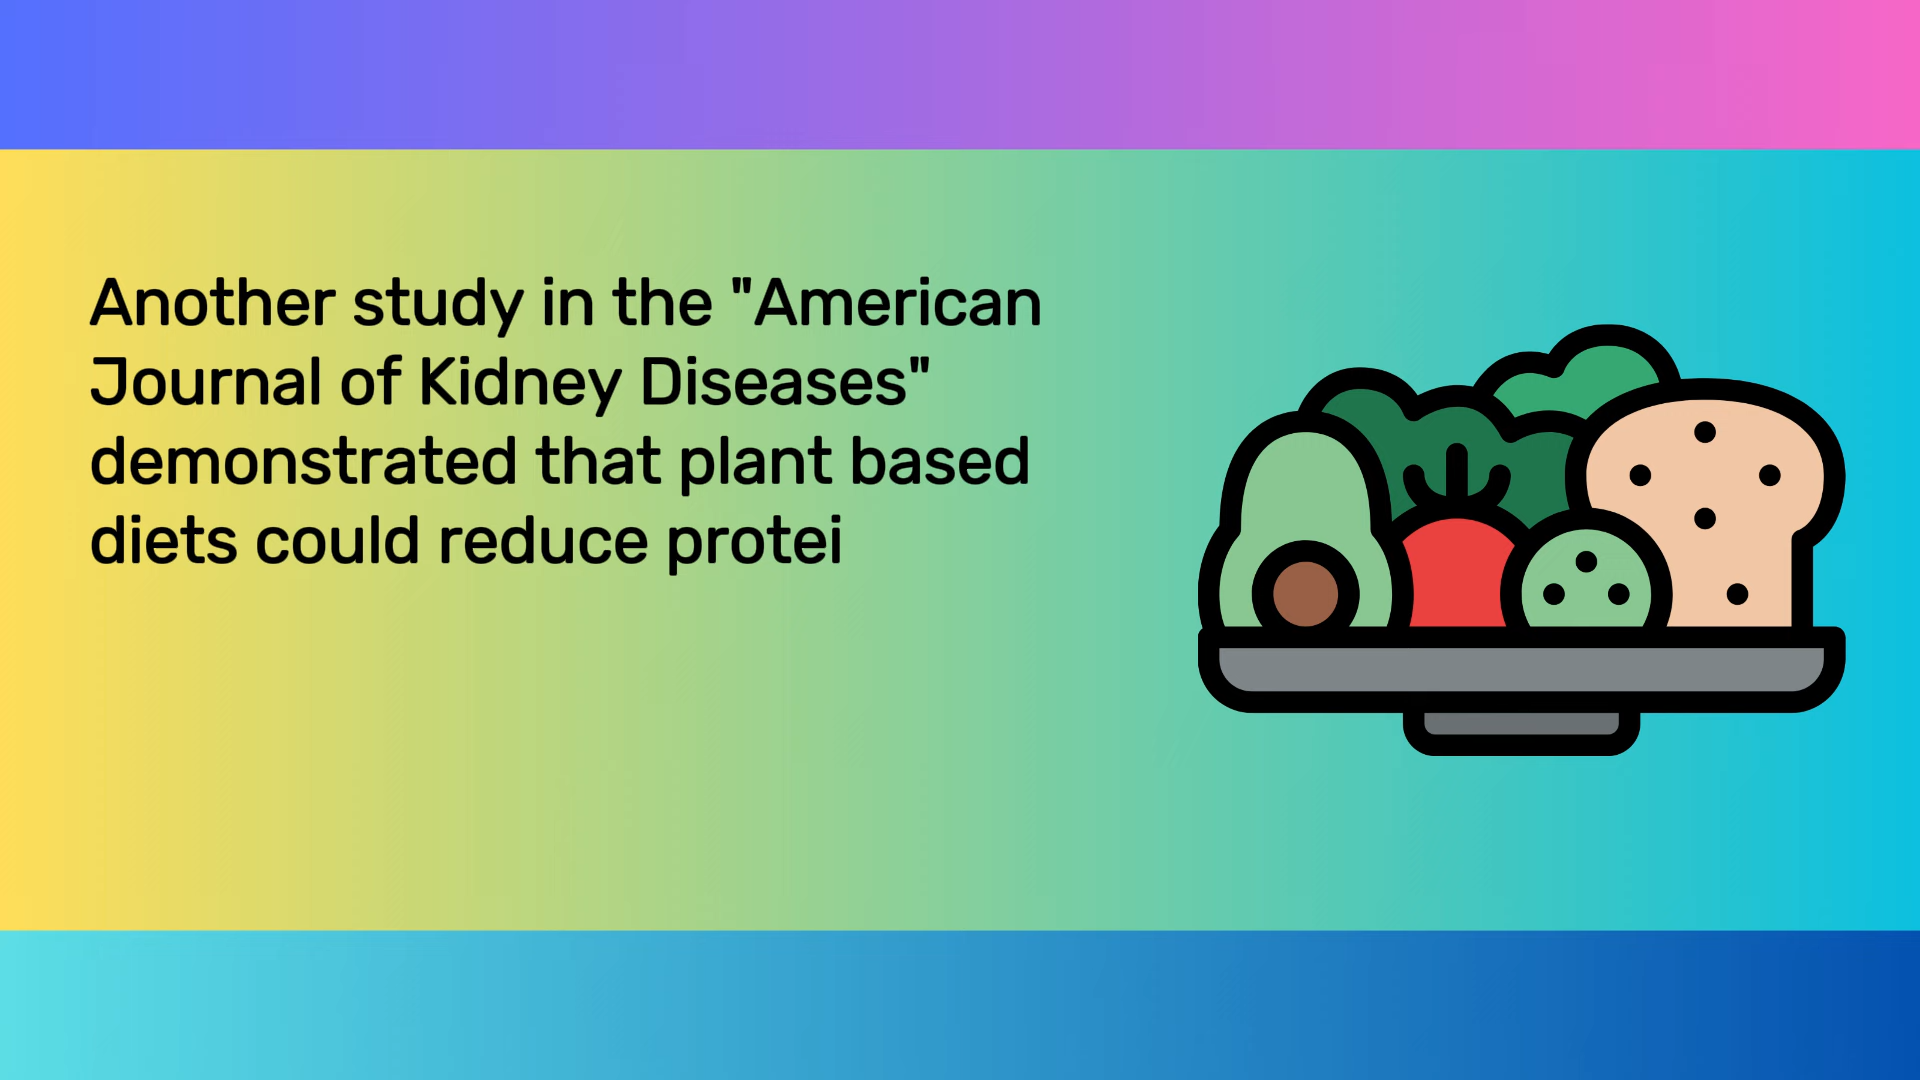 Another study in the "American
Journal of Kidney Diseases"
demonstrated that plant based
diets could reduce protei